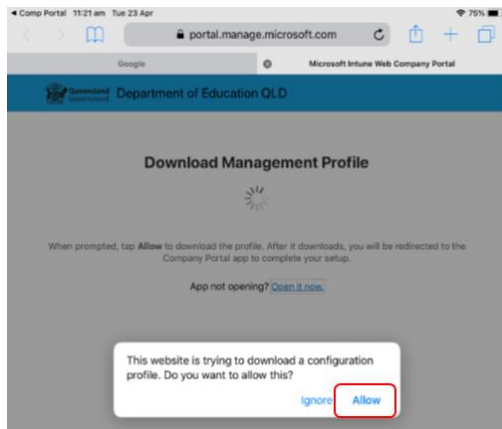 Comp Portal 11:21 am Tue 23 Apr 75%
portal.manage.microsoft.com
Google Microsoft Intune Web Company Portal
Queensland
Government
Department of Education QLD
Download Management Profile
When prompted, tap Allow to download the profile. After it downloads, you will be redirected to the
Company Portal app to complete your setup.
App not opening? Open it now.
This website is trying to download a configuration
profile. Do you want to allow this?
Ignore Allow